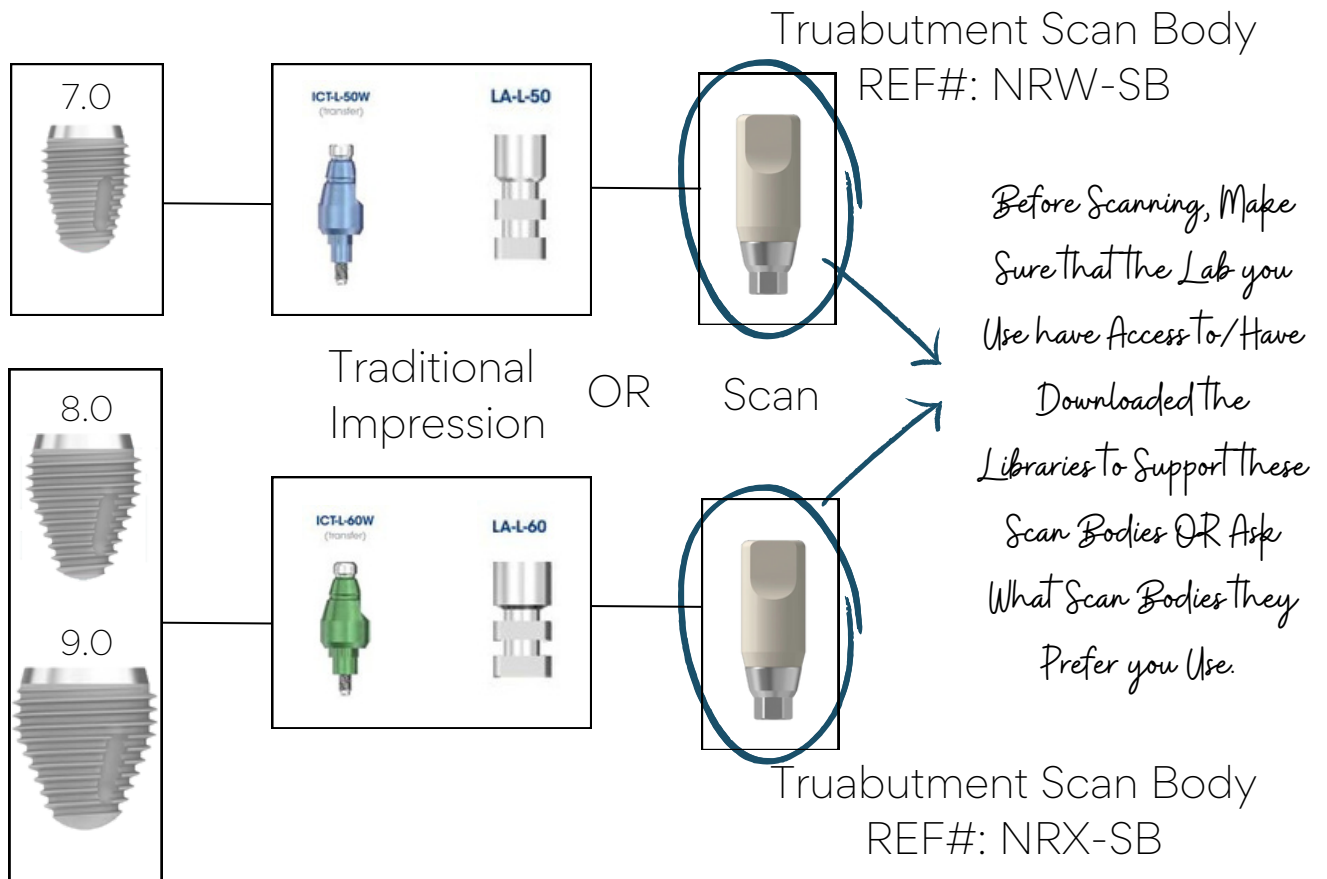 Truabutment Scan Body
REF#: NRW-SB
7.0
ICT-L-50W
(transfer)
LA-L-50
Before Scanning, Make
Sure that the Lab you
Use have Access to/Have
Downloaded the
Libraries to Support these
Scan Bodies OR Ask
What Scan Bodies they
Prefer you Use.
Traditional
Impression
OR
Scan
8.0
9.0
ICT-L-60W
(transfer)
LA-L-60
Truabutment Scan Body
REF#: NRX-SB